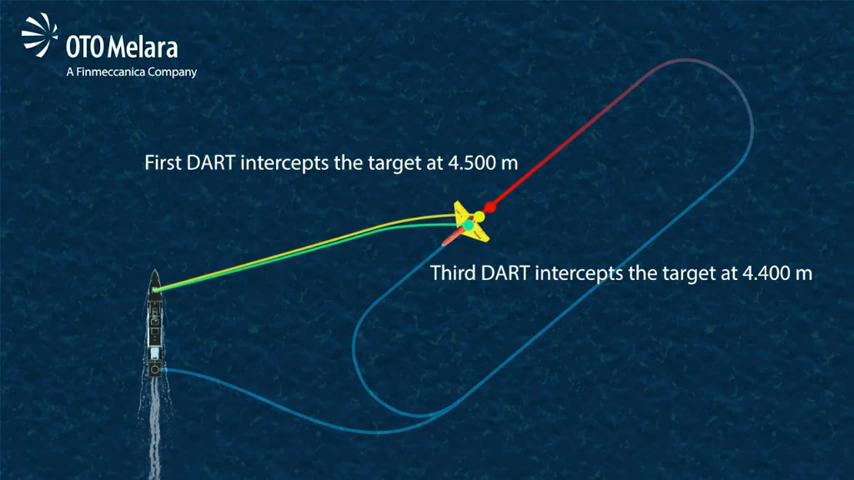 OTO Melara
A Finmeccanica Company
First DART intercepts the target at 4.500 m
Third DART intercepts the target at 4.400 m